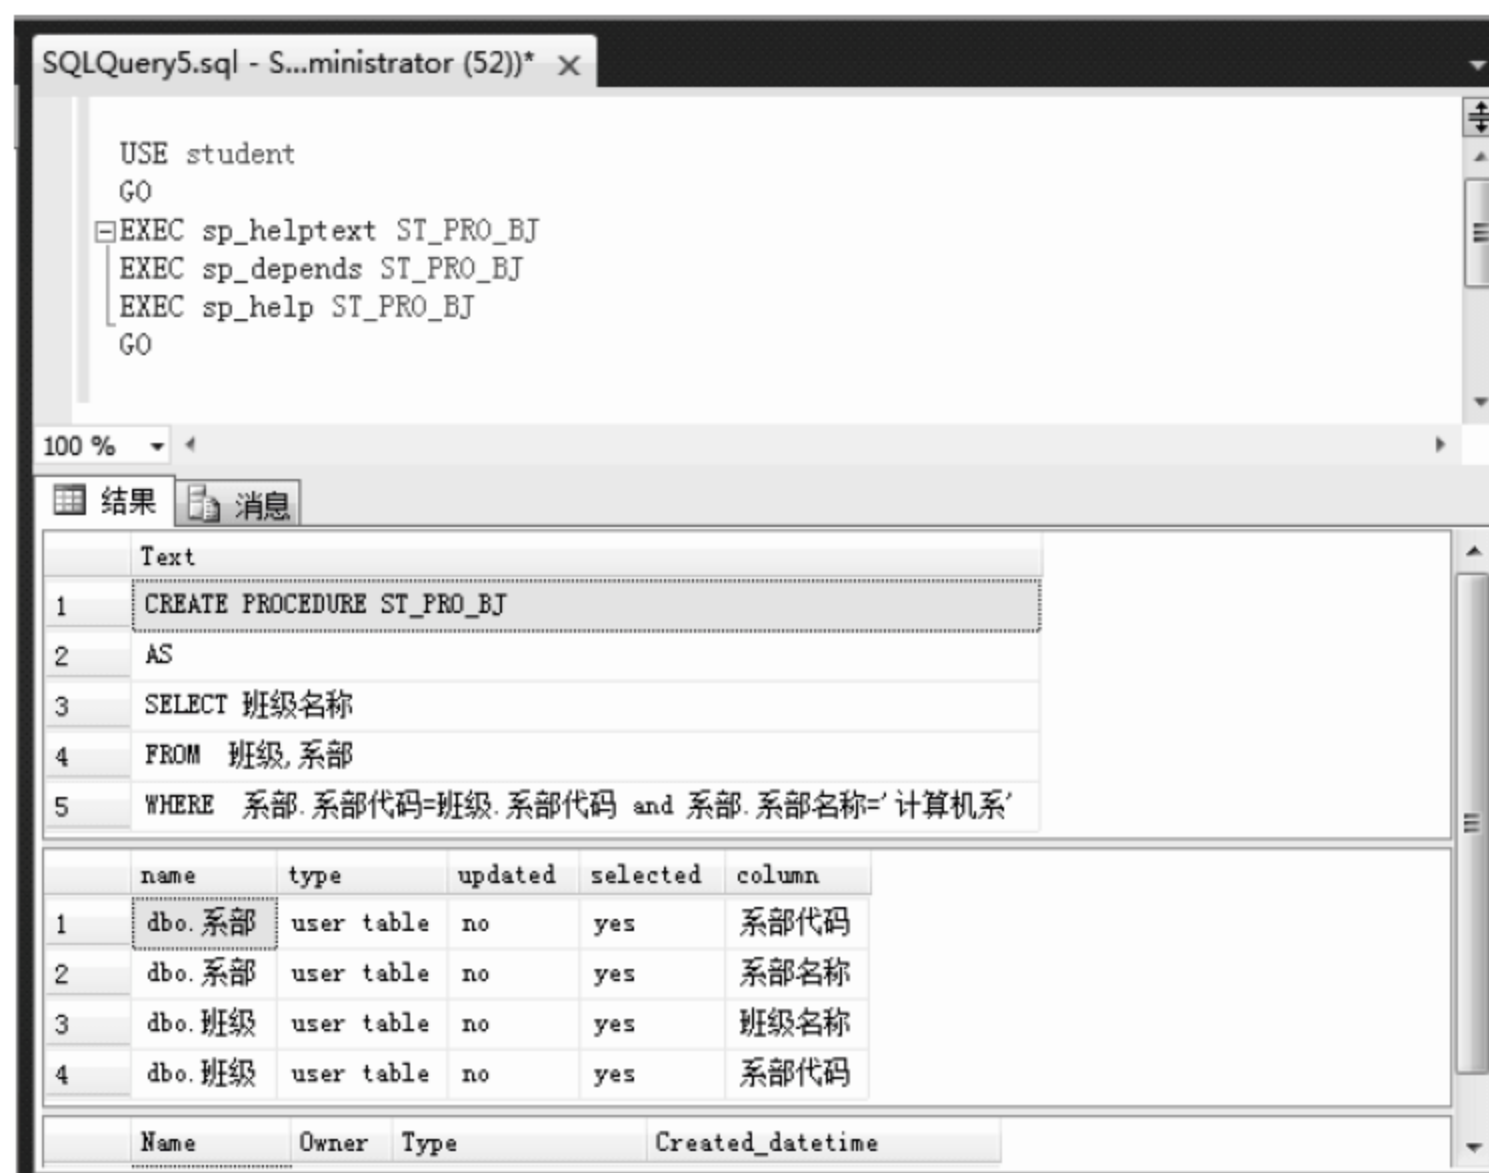 SQLQuery5.sql - S...ministrator (52))*
USE student
GO
EXEC sp_helptext ST_PRO_BJ
EXEC sp_depends ST_PRO_BJ
EXEC sp_help ST_PRO_BJ
GO
100 %
结果 消息
Text
1 CREATE PROCEDURE ST_PRO_BJ
2 AS
3 SELECT 班级名称
4 FROM 班级,系部
5 WHERE 系部.系部代码=班级.系部代码 and 系部.系部名称='计算机系'
name type updated selected column
1 dbo.系部 user table no yes 系部代码
2 dbo.系部 user table no yes 系部名称
3 dbo.班级 user table no yes 班级名称
4 dbo.班级 user table no yes 系部代码
Name Owner Type Created_datetime